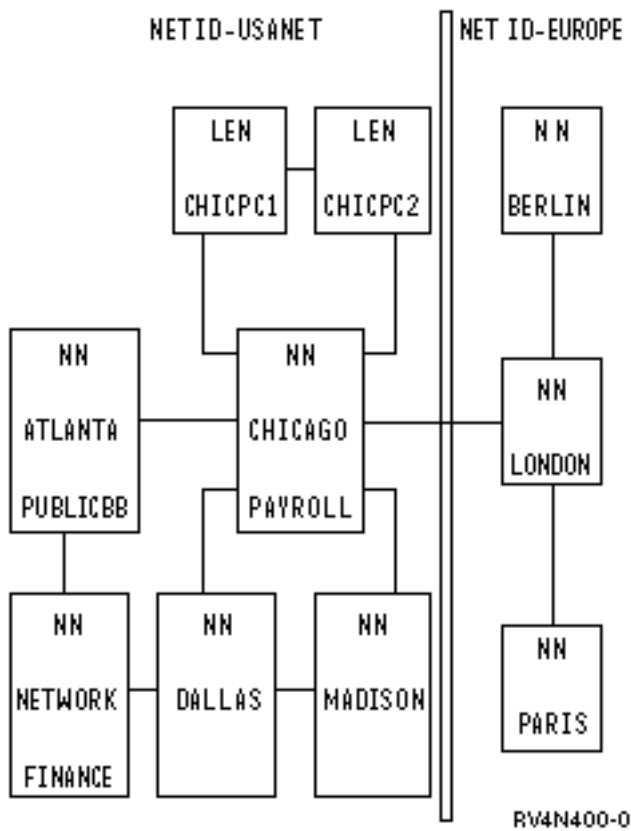 NETID-USANET
NET ID-EUROPE
LEN
CHICPC1
LEN
CHICPC2
NN
BERLIN
NN
ATLANTA
PUBLICBB
NN
CHICAGO
PAYROLL
NN
LONDON
NN
NETWORK
FINANCE
NN
DALLAS
NN
MADISON
NN
PARIS
RV4N400-0